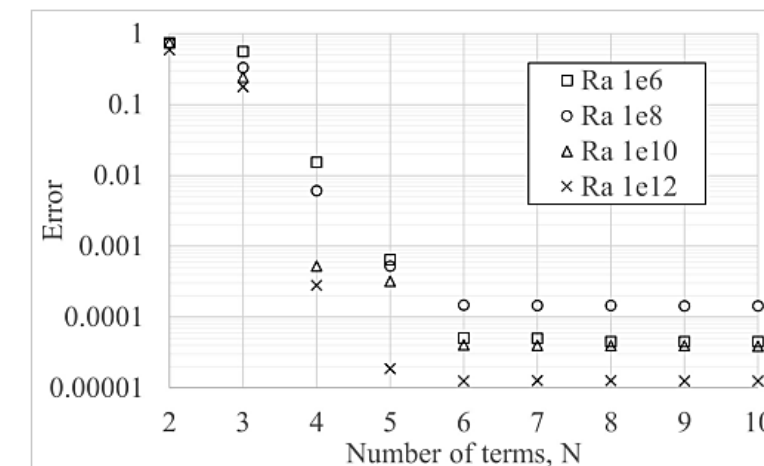 1
0.1
0.01
0.001
0.0001
0.00001
Error
Ra 1e6
Ra 1e8
Ra 1e10
Ra 1e12
2 3 4 5 6 7 8 9 10
Number of terms, N